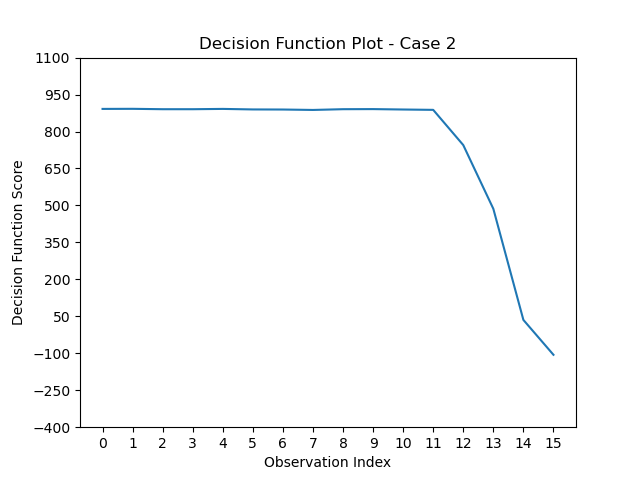 Decision Function Plot - Case 2
Decision Function Score
1100
950
800
650
500
350
200
50
−100
−250
−400
0 1 2 3 4 5 6 7 8 9 10 11 12 13 14 15
Observation Index